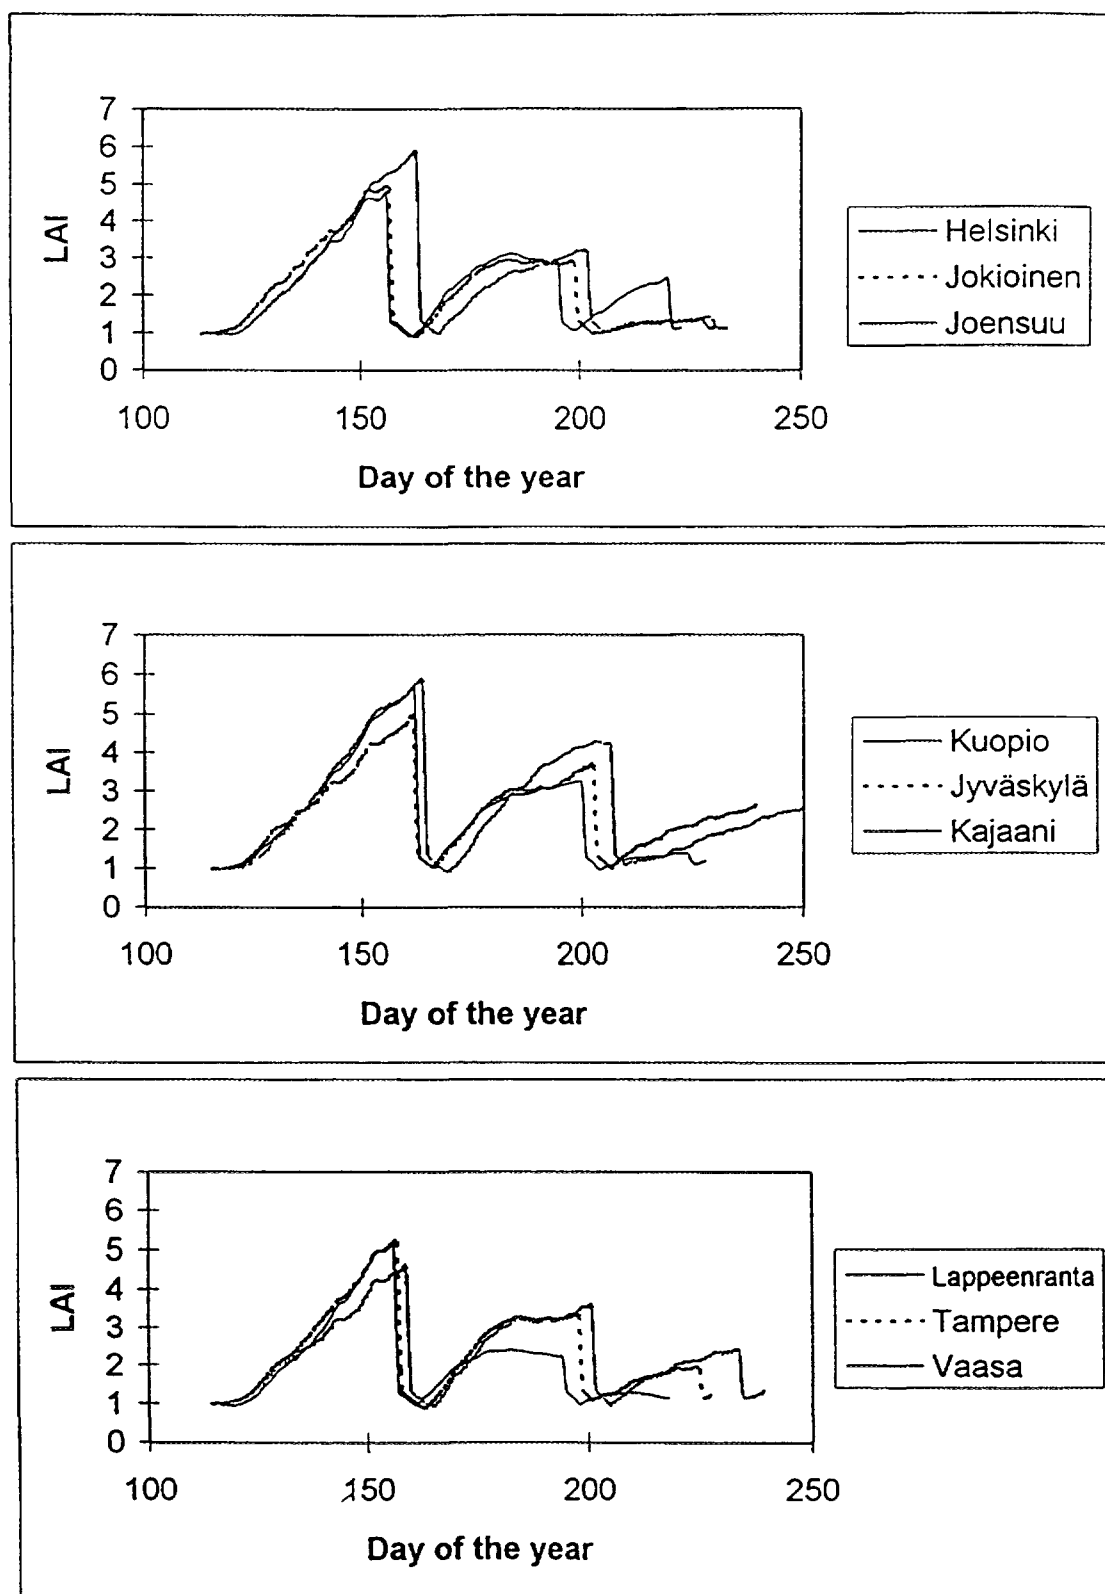 7
6
5
4
3
2
1
0
LAI
100 150 200 250
Day of the year
Helsinki
Jokioinen
Joensuu
7
6
5
4
3
2
1
0
LAI
100 150 200 250
Day of the year
Kuopio
Jyväskylä
Kajaani
7
6
5
4
3
2
1
0
LAI
100 150 200 250
Day of the year
Lappeenranta
Tampere
Vaasa